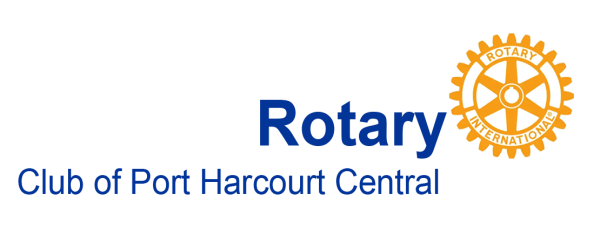 ROTARY
INTERNATIONAL
Rotary
Club of Port Harcourt Central